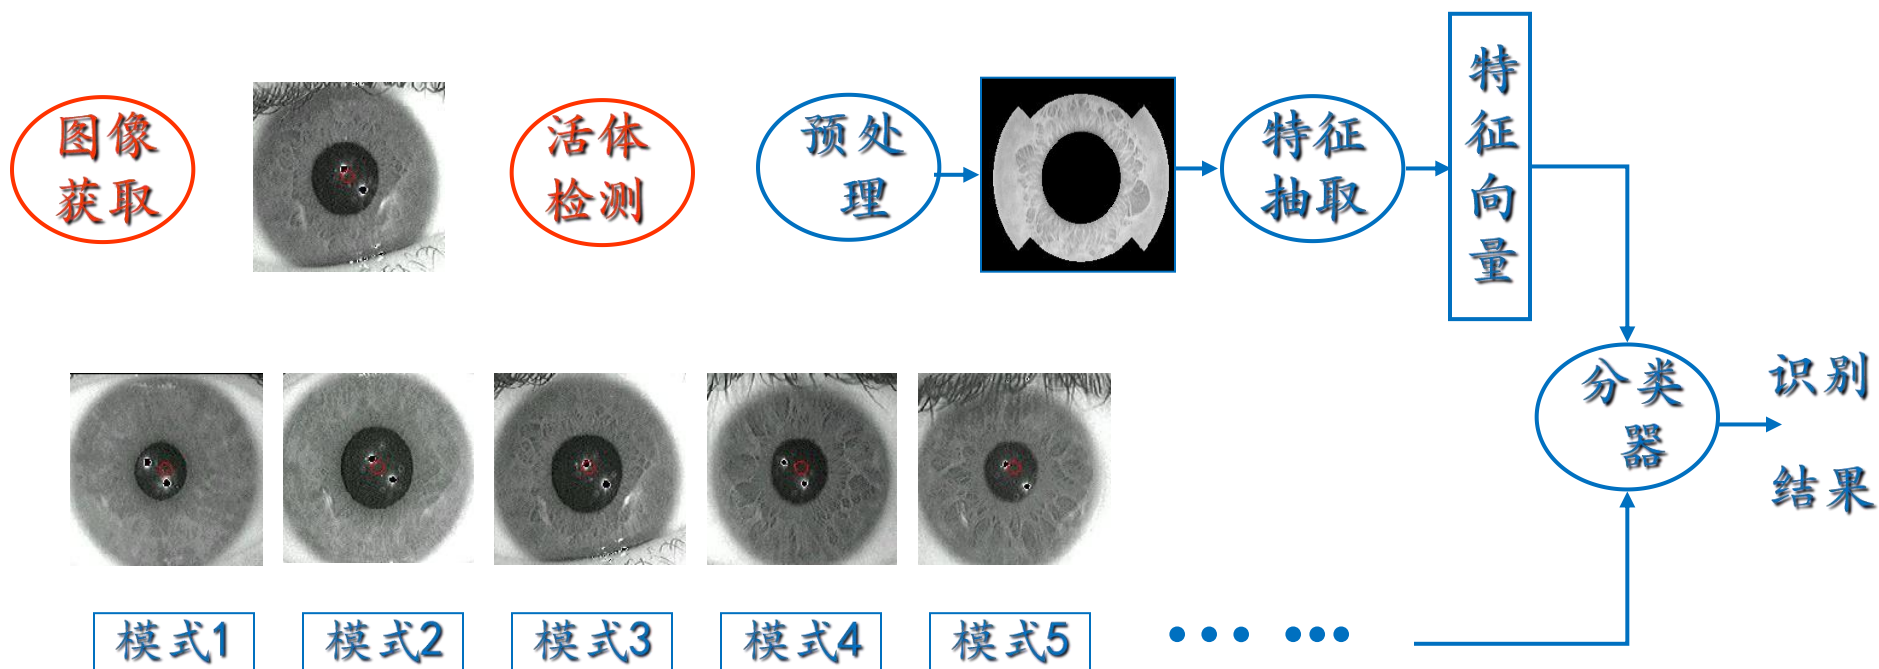 图像
获取
活体
检测
预处
理
特征
抽取
特
征
向
量
分类
器
识别
结果
模式1
模式2
模式3
模式4
模式5